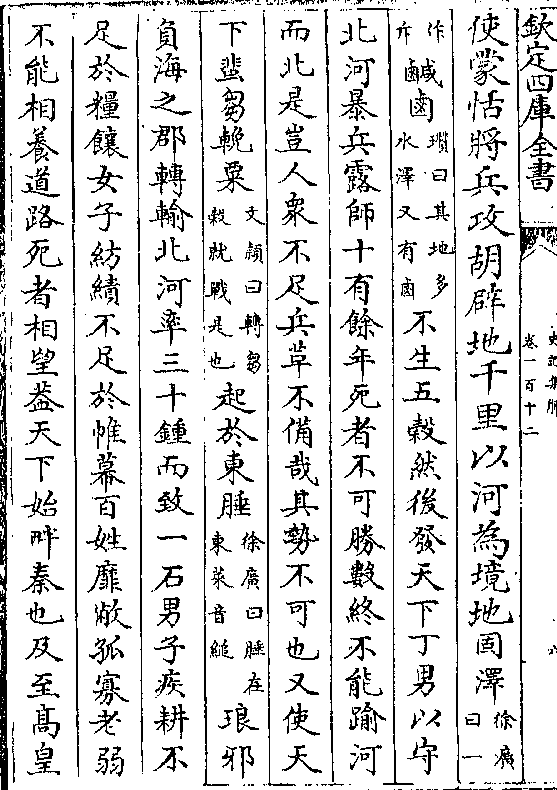 欽定四庫全書
史記集解
卷一百十二
使蒙恬將兵攻胡辟地千里以河為境地固澤徐廣曰一
作鹹斥鹵瓚曰其地多水澤又有鹵不生五穀然後發天下丁男以守
北河暴兵露師十有餘年死者不可勝數終不能踰河
而北是豈人衆不足兵草不備哉其勢不可也又使天
下蜚芻輓粟文頴曰轉芻穀就戰是也起於東腄徐廣曰腄在東萊音縋琅邪
負海之郡轉輸北河率三十鍾而致一石男子疾耕不
足於糧饟女子紡績不足於帷幕百姓靡敝孤寡老弱
不能相養道路死者相望葢天下始畔秦也及至髙皇